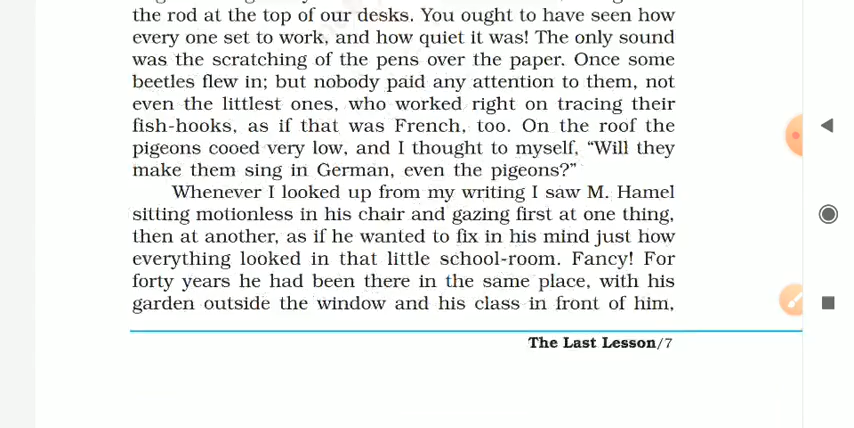 the rod at the top of our desks. You ought to have seen how
every one set to work, and how quiet it was! The only sound
was the scratching of the pens over the paper. Once some
beetles flew in; but nobody paid any attention to them, not
even the littlest ones, who worked right on tracing their
fish-hooks, as if that was French, too. On the roof the
pigeons cooed very low, and I thought to myself, “Will they
make them sing in German, even the pigeons?”
Whenever I looked up from my writing I saw M. Hamel
sitting motionless in his chair and gazing first at one thing,
then at another, as if he wanted to fix in his mind just how
everything looked in that little school-room. Fancy! For
forty years he had been there in the same place, with his
garden outside the window and his class in front of him,
The Last Lesson/7